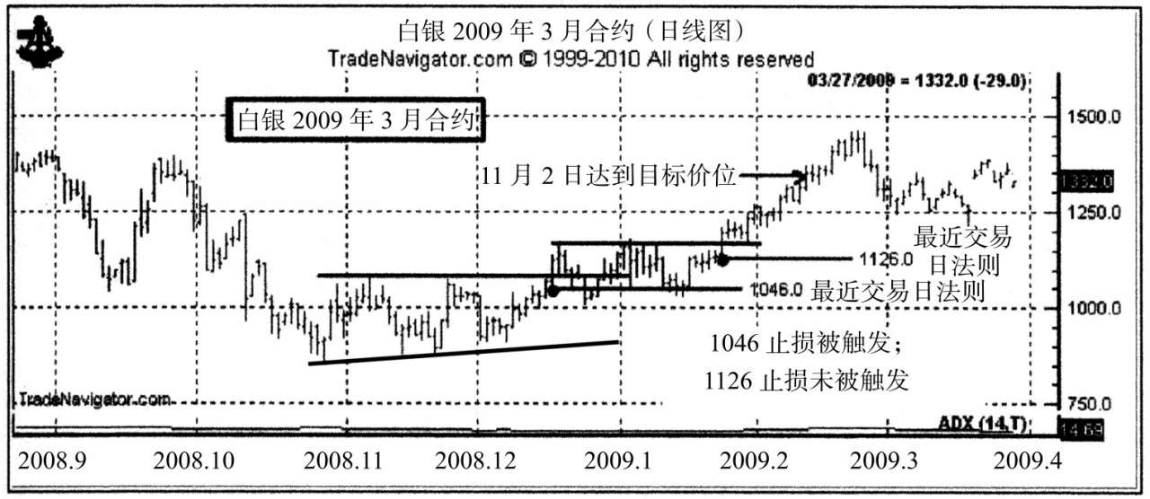 白银 2009 年 3 月合约（日线图）
TradeNavigator.com © 1999-2010 All rights reserved
03/27/2009 = 1332.0 (-29.0)
白银 2009 年 3 月合约
1500.0
11 月 2 日达到目标价位
1332.0
1250.0
最近交易
日法则
1126.0
1046.0 最近交易日法则
1000.0
1046 止损被触发；
1126 止损未被触发
TradeNavigator.com
750.0
ADX (14,T)
14.69
2008.9 2008.10 2008.11 2008.12 2009.1 2009.2 2009.3 2009.4